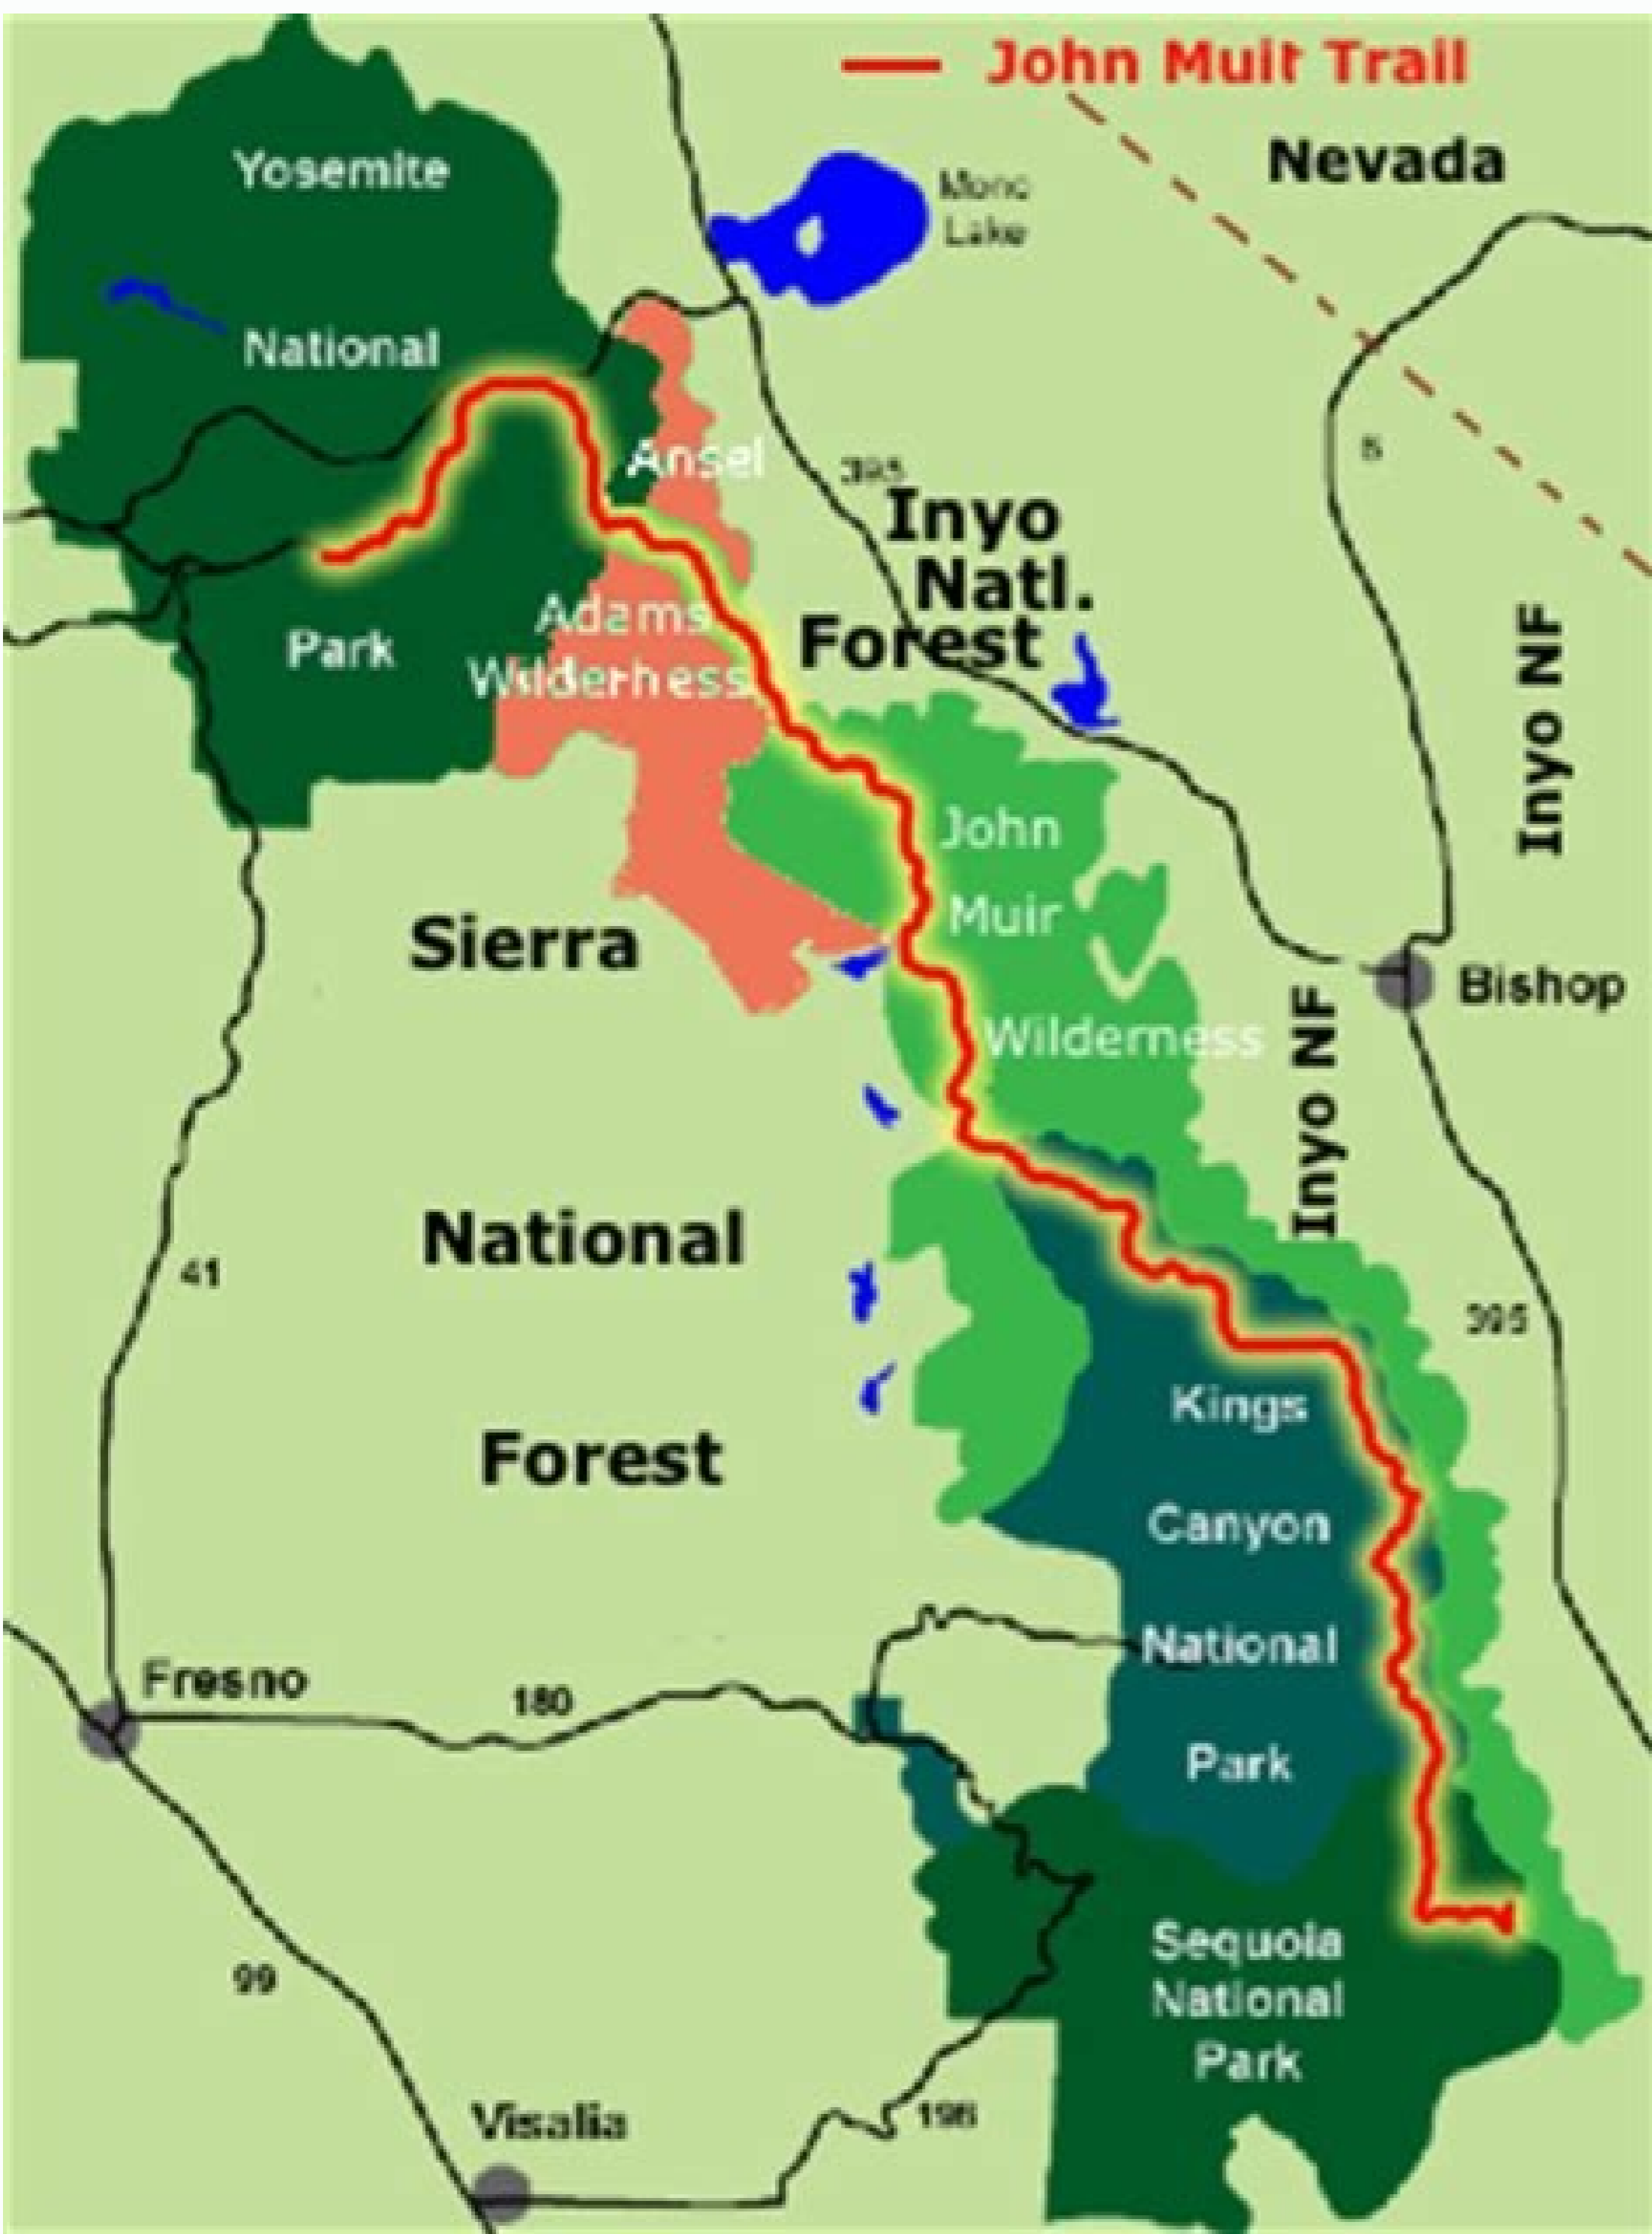 John Muir Trail
Nevada
Yosemite
National
Park
Mono
Lake
Ansel
Adams
Wilderness
395
Inyo
Natl.
Forest
Inyo NF
John
Muir
Wilderness
Bishop
Inyo NF
Sierra
National
Forest
41
395
Kings
Canyon
National
Park
Fresno
180
Sequoia
National
Park
99
Visalia